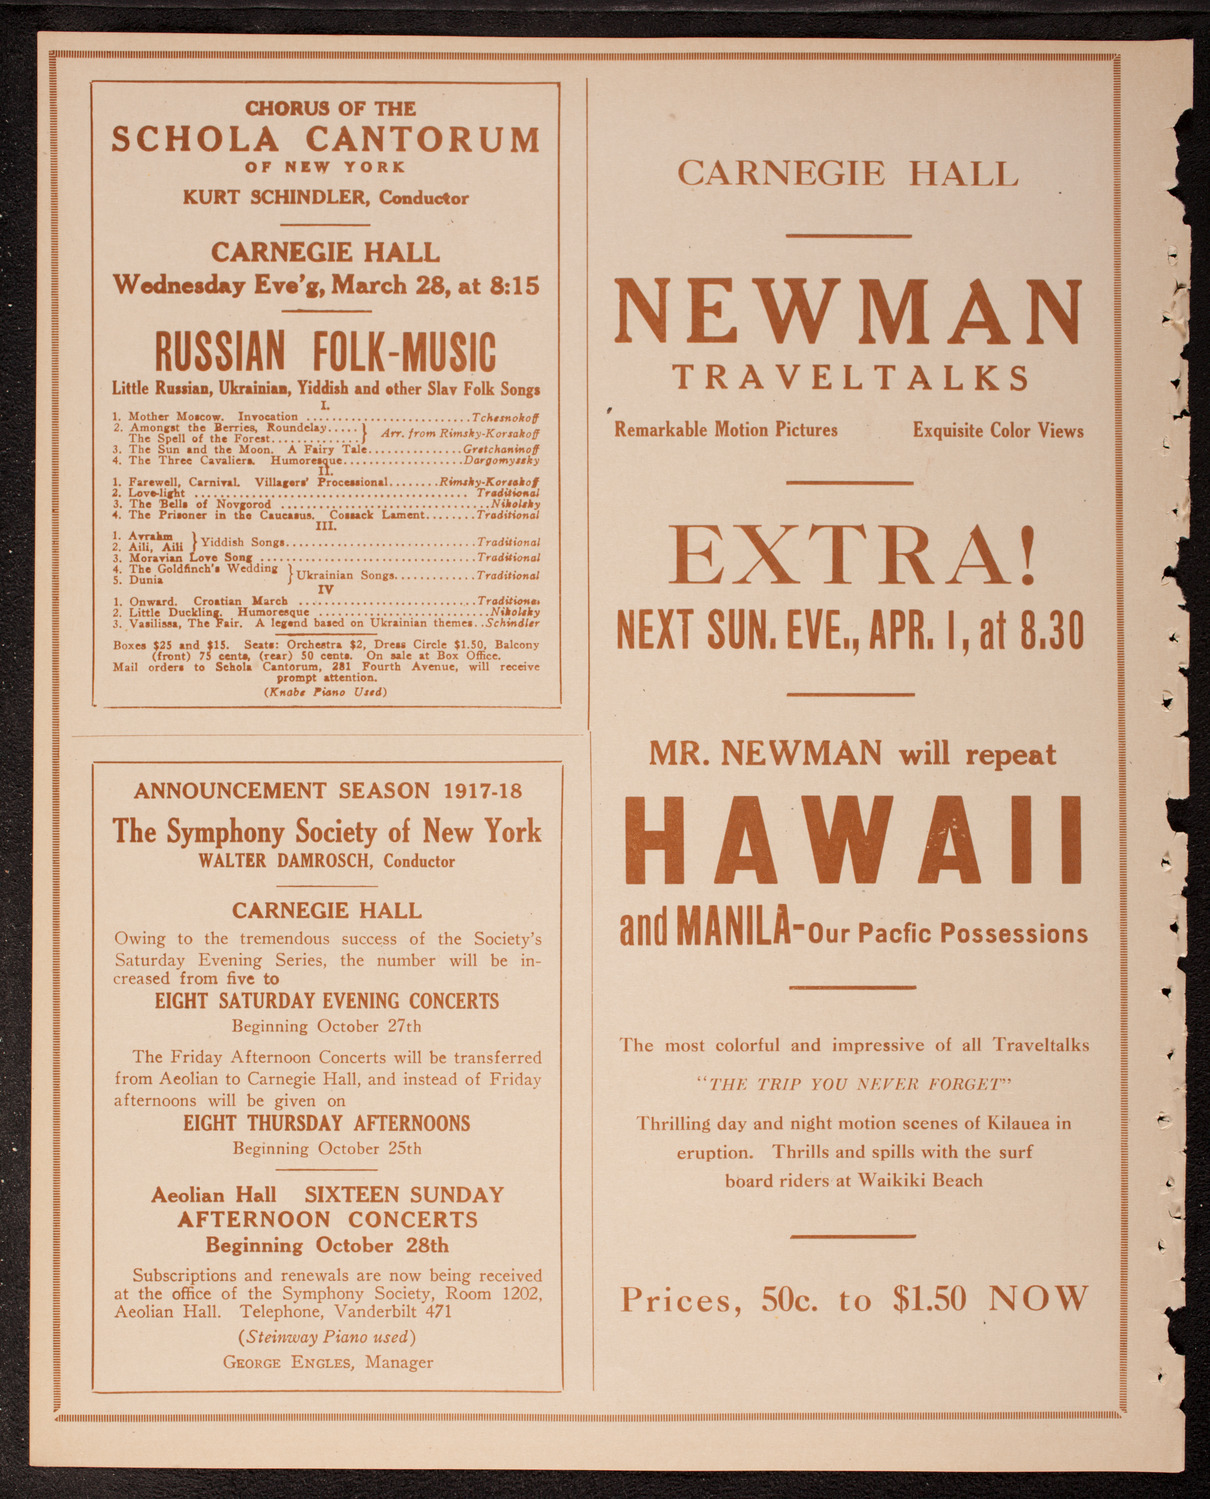 CHORUS OF THE
SCHOLA CANTORUM
OF NEW YORK
KURT SCHINDLER, Conductor
CARNEGIE HALL
Wednesday Eve'g, March 28, at 8:15
RUSSIAN FOLK-MUSIC
Little Russian, Ukrainian, Yiddish and other Slav Folk Songs
I.
1. Mother Moscow. Invocation ........................ Tchesnokoff
2. Amongst the Berries, Roundelay..... }
The Spell of the Forest............. } Arr. from Rimsky-Korsakoff
3. The Sun and the Moon. A Fairy Tale.............. Gretchaninoff
4. The Three Cavaliers. Humoresque.................. Dargomyssky
II.
1. Farewell, Carnival. Villagers' Processional........ Rimsky-Korsakoff
2. Love-light ........................................ Traditional
3. The Bells of Novgorod ................................ Nikolsky
4. The Prisoner in the Caucasus. Cossack Lament........ Traditional
III.
1. Avrahm }
2. Aili, Aili } Yiddish Songs............................ Traditional
3. Moravian Love Song ................................ Traditional
4. The Goldfinch's Wedding }
5. Dunia } Ukrainian Songs............ Traditional
IV
1. Onward. Croatian March .......................... Traditional
2. Little Duckling. Humoresque ......................... Nikolsky
3. Vasilissa, The Fair. A legend based on Ukrainian themes.. Schindler
Boxes $25 and $15. Seats: Orchestra $2, Dress Circle $1.50, Balcony
(front) 75 cents, (rear) 50 cents. On sale at Box Office.
Mail orders to Schola Cantorum, 281 Fourth Avenue, will receive
prompt attention.
(Knabe Piano Used)
ANNOUNCEMENT SEASON 1917-18
The Symphony Society of New York
WALTER DAMROSCH, Conductor
CARNEGIE HALL
Owing to the tremendous success of the Society's
Saturday Evening Series, the number will be in-
creased from five to
EIGHT SATURDAY EVENING CONCERTS
Beginning October 27th
The Friday Afternoon Concerts will be transferred
from Aeolian to Carnegie Hall, and instead of Friday
afternoons will be given on
EIGHT THURSDAY AFTERNOONS
Beginning October 25th
Aeolian Hall SIXTEEN SUNDAY
AFTERNOON CONCERTS
Beginning October 28th
Subscriptions and renewals are now being received
at the office of the Symphony Society, Room 1202,
Aeolian Hall. Telephone, Vanderbilt 471
(Steinway Piano used)
GEORGE ENGLES, Manager
CARNEGIE HALL
NEWMAN
TRAVELTALKS
Remarkable Motion Pictures Exquisite Color Views
EXTRA!
NEXT SUN. EVE., APR. 1, at 8.30
MR. NEWMAN will repeat
HAWAII
and MANILA-Our Pacfic Possessions
The most colorful and impressive of all Traveltalks
"THE TRIP YOU NEVER FORGET"
Thrilling day and night motion scenes of Kilauea in
eruption. Thrills and spills with the surf
board riders at Waikiki Beach
Prices, 50c. to $1.50 NOW